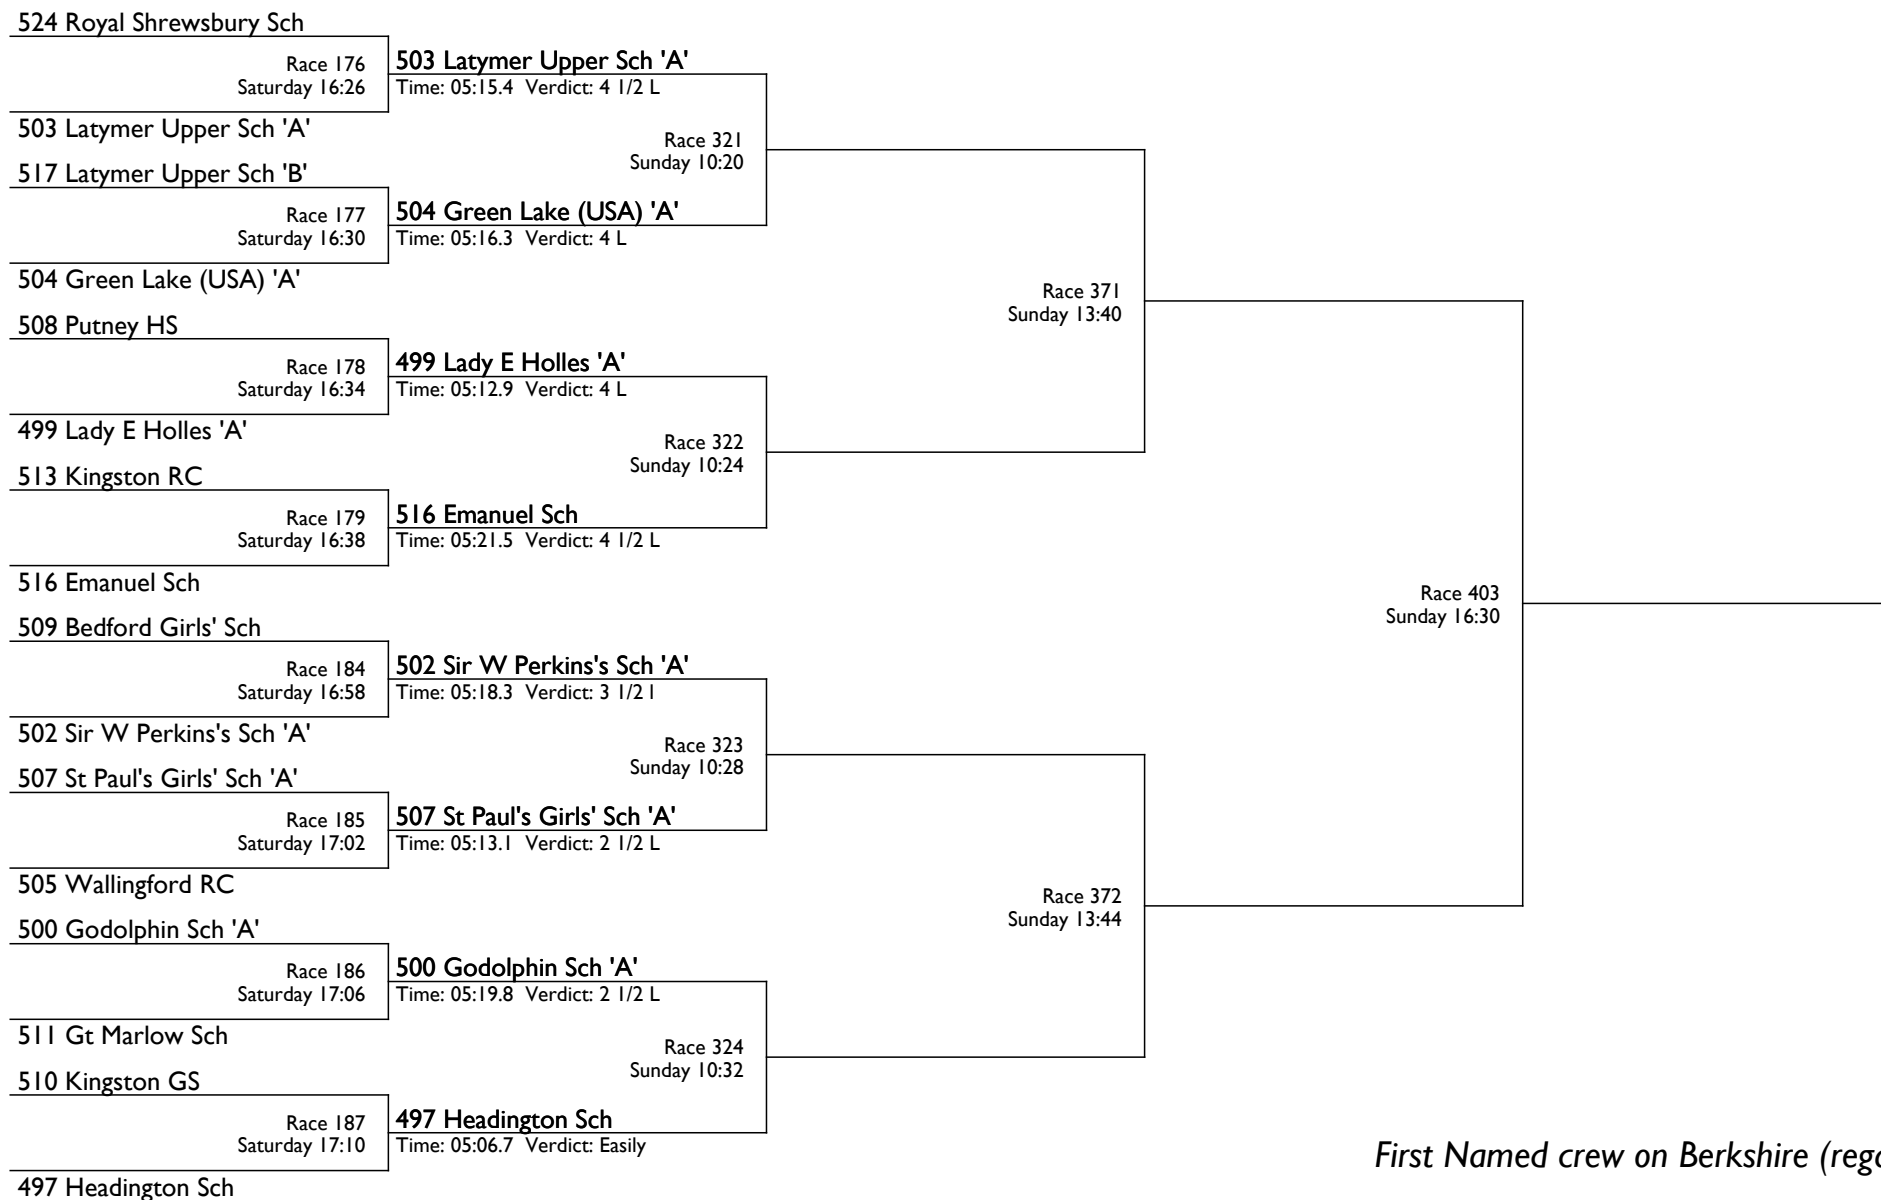 524 Royal Shrewsbury Sch
Race 176
Saturday 16:26
503 Latymer Upper Sch 'A'
517 Latymer Upper Sch 'B'
Race 177
Saturday 16:30
504 Green Lake (USA) 'A'
508 Putney HS
Race 178
Saturday 16:34
499 Lady E Holles 'A'
513 Kingston RC
Race 179
Saturday 16:38
516 Emanuel Sch
509 Bedford Girls' Sch
Race 184
Saturday 16:58
502 Sir W Perkins's Sch 'A'
507 St Paul's Girls' Sch 'A'
Race 185
Saturday 17:02
505 Wallingford RC
500 Godolphin Sch 'A'
Race 186
Saturday 17:06
511 Gt Marlow Sch
510 Kingston GS
Race 187
Saturday 17:10
497 Headington Sch
503 Latymer Upper Sch 'A'
Time: 05:15.4 Verdict: 4 1/2 L
Race 321
Sunday 10:20
504 Green Lake (USA) 'A'
Time: 05:16.3 Verdict: 4 L
499 Lady E Holles 'A'
Time: 05:12.9 Verdict: 4 L
Race 322
Sunday 10:24
516 Emanuel Sch
Time: 05:21.5 Verdict: 4 1/2 L
502 Sir W Perkins's Sch 'A'
Time: 05:18.3 Verdict: 3 1/2 l
Race 323
Sunday 10:28
507 St Paul's Girls' Sch 'A'
Time: 05:13.1 Verdict: 2 1/2 L
500 Godolphin Sch 'A'
Time: 05:19.8 Verdict: 2 1/2 L
Race 324
Sunday 10:32
497 Headington Sch
Time: 05:06.7 Verdict: Easily
Race 371
Sunday 13:40
Race 372
Sunday 13:44
Race 403
Sunday 16:30
First Named crew on Berkshire